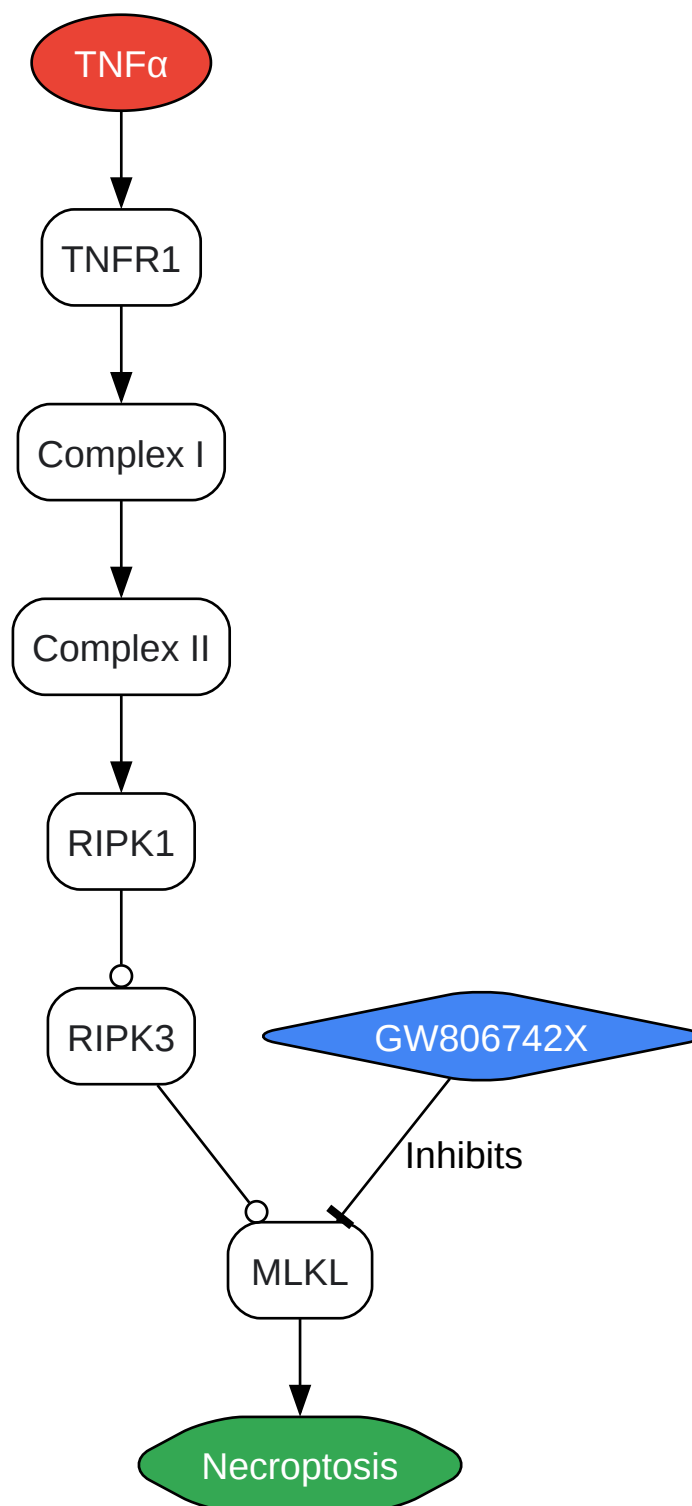 TNFα
TNFR1
Complex I
Complex II
RIPK1
RIPK3
GW806742X
Inhibits
MLKL
Necroptosis